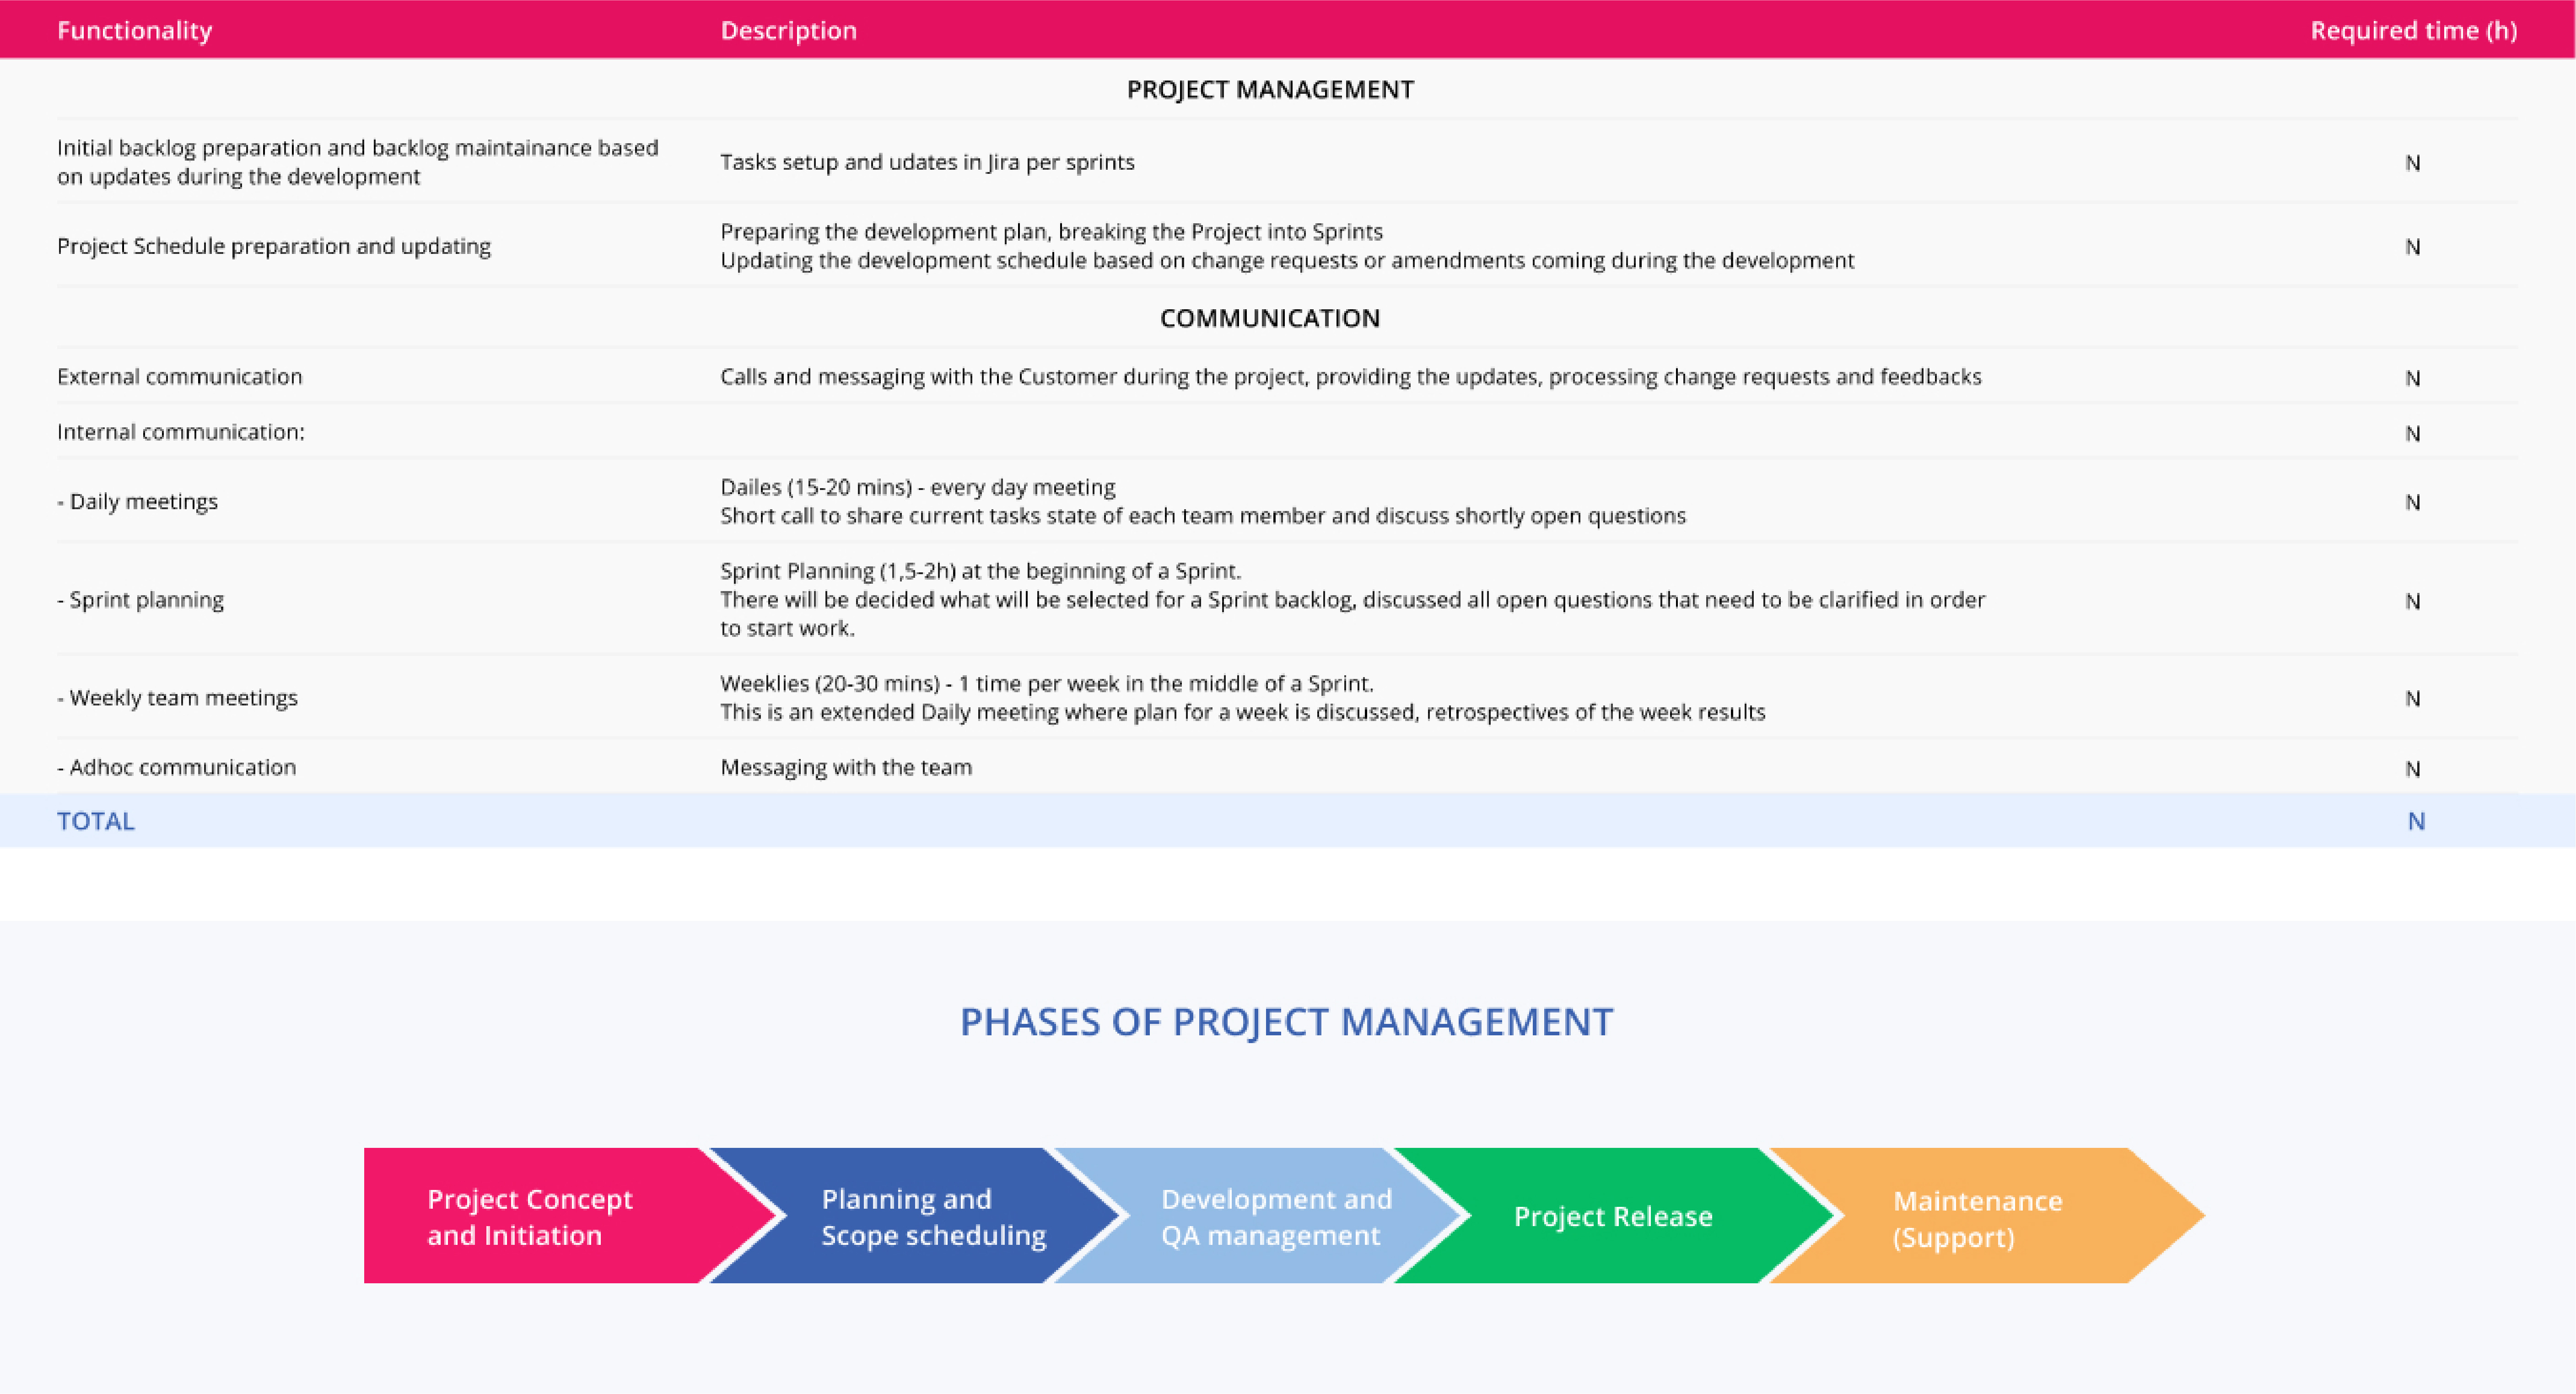 Functionality Description Required time (h)
PROJECT MANAGEMENT
Initial backlog preparation and backlog maintainance based
on updates during the development
Tasks setup and udates in Jira per sprints
N
Project Schedule preparation and updating
Preparing the development plan, breaking the Project into Sprints
Updating the development schedule based on change requests or amendments coming during the development
N
COMMUNICATION
External communication
Calls and messaging with the Customer during the project, providing the updates, processing change requests and feedbacks
N
Internal communication:
N
- Daily meetings
Dailes (15-20 mins) - every day meeting
Short call to share current tasks state of each team member and discuss shortly open questions
N
- Sprint planning
Sprint Planning (1,5-2h) at the beginning of a Sprint.
There will be decided what will be selected for a Sprint backlog, discussed all open questions that need to be clarified in order
to start work.
N
- Weekly team meetings
Weeklies (20-30 mins) - 1 time per week in the middle of a Sprint.
This is an extended Daily meeting where plan for a week is discussed, retrospectives of the week results
N
- Adhoc communication
Messaging with the team
N
TOTAL
N
PHASES OF PROJECT MANAGEMENT
Project Concept
and Initiation
Planning and
Scope scheduling
Development and
QA management
Project Release
Maintenance
(Support)